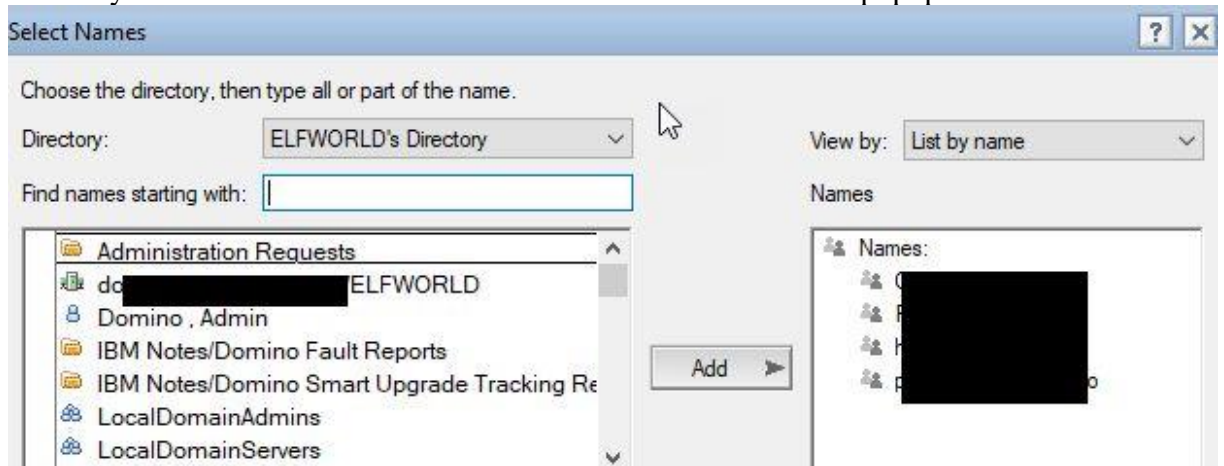 Select Names
Choose the directory, then type all or part of the name.
Directory: ELFWORLD's Directory
View by: List by name
Find names starting with:
Names
Administration Requests
/ELFWORLD
Domino , Admin
IBM Notes/Domino Fault Reports
IBM Notes/Domino Smart Upgrade Tracking Re
LocalDomainAdmins
LocalDomainServers
Add
Names: